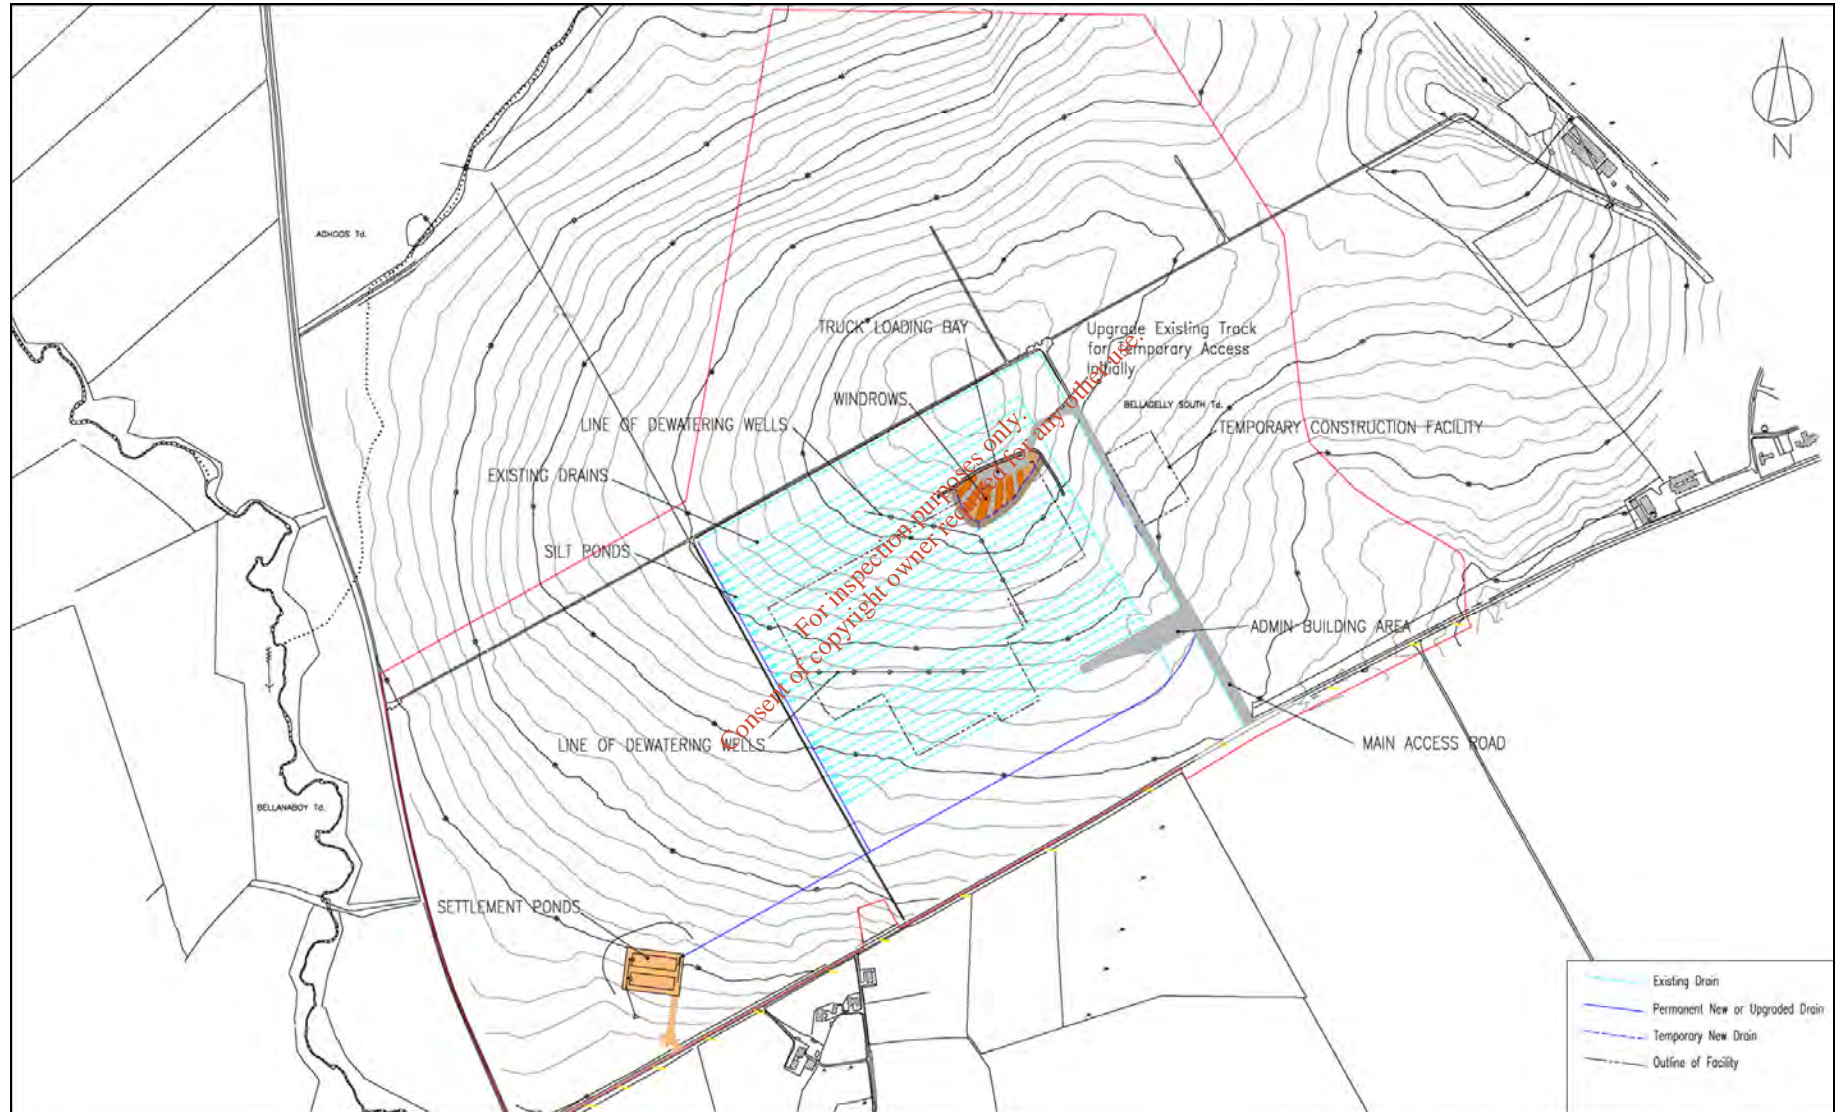 N
AGHOOS Td.
TRUCK LOADING BAY
Upgrade Existing Track
for Temporary Access
Initially
WINDROWS
BELLAGELLY SOUTH Td.
LINE OF DEWATERING WELLS
TEMPORARY CONSTRUCTION FACILITY
EXISTING DRAINS
SILT PONDS
For inspection purposes only.
Consent of copyright owner required for any other use.
ADMIN BUILDING AREA
LINE OF DEWATERING WELLS
MAIN ACCESS ROAD
BELLANABOY Td.
SETTLEMENT PONDS
Existing Drain
Permanent New or Upgraded Drain
Temporary New Drain
Outline of Facility